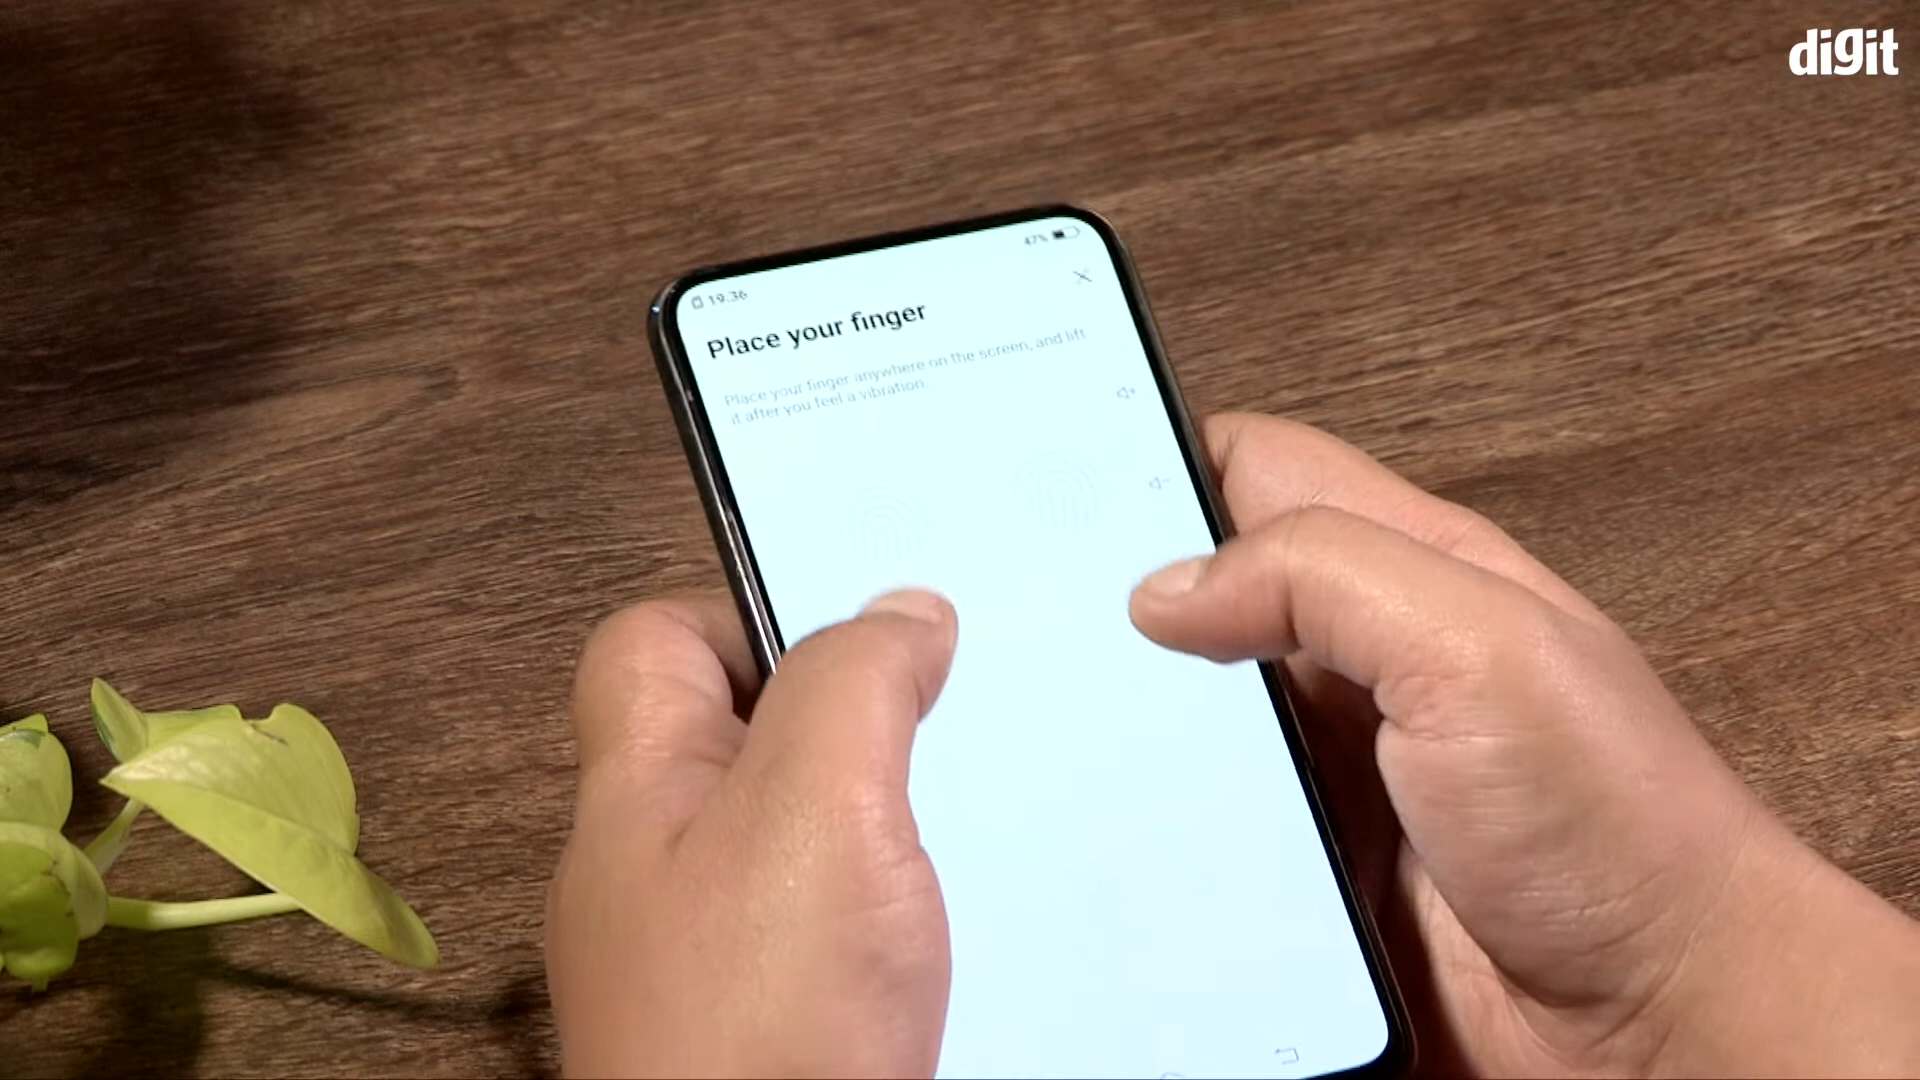 digit
47%
19.36
Place your finger
Place your finger anywhere on the screen, and lift
it after you feel a vibration.